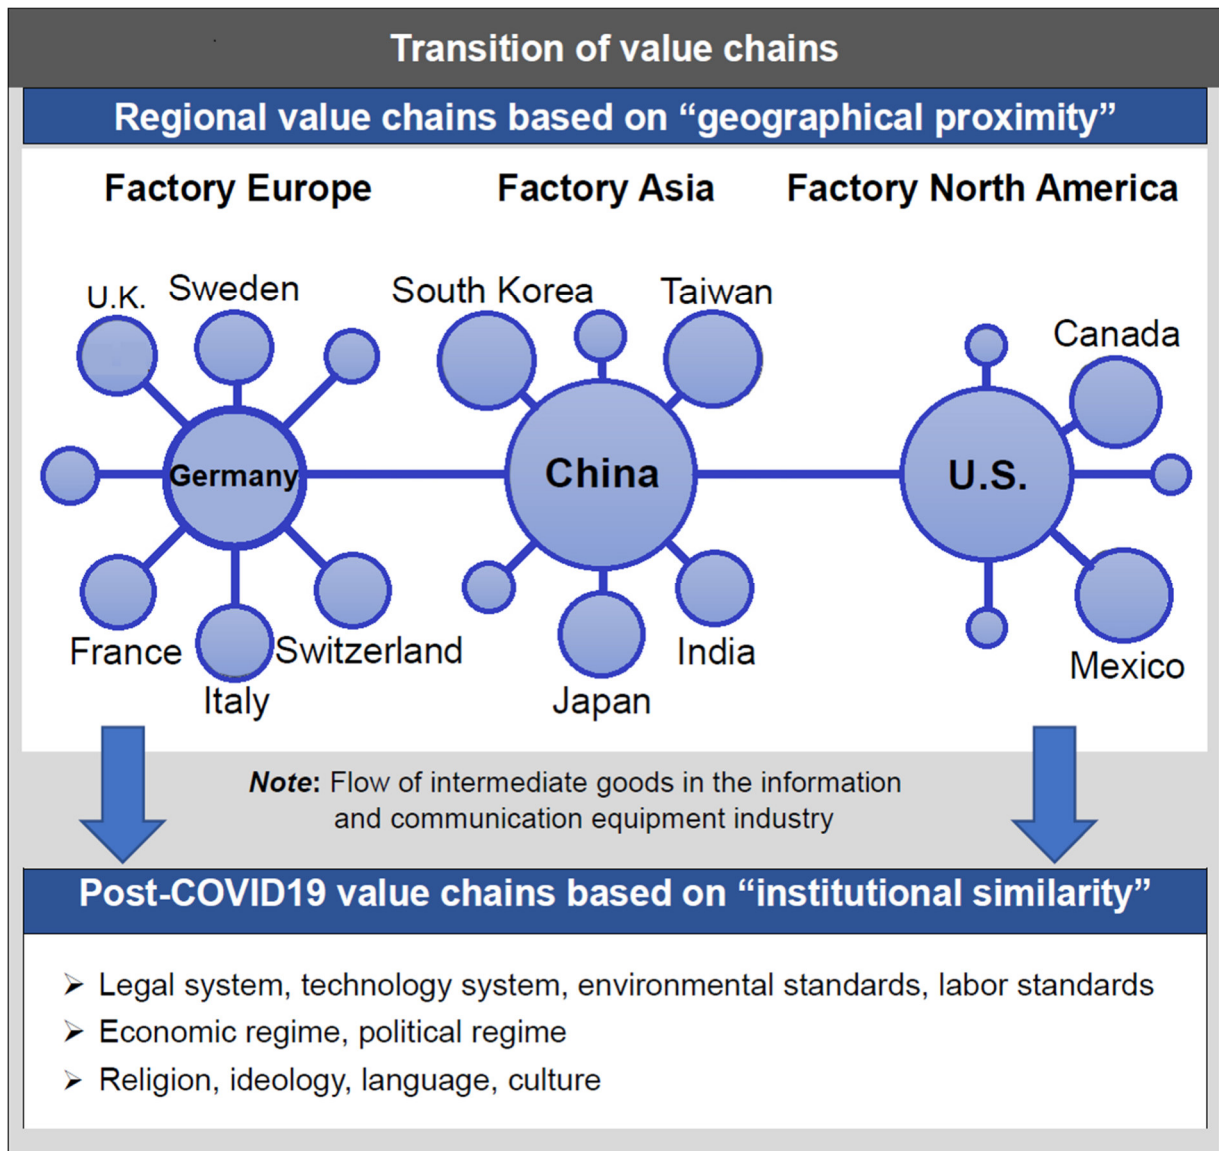 Transition of value chains
Regional value chains based on “geographical proximity”
Factory Europe
Factory Asia
Factory North America
U.K.
Sweden
South Korea
Taiwan
Canada
Germany
China
U.S.
France
Italy
Switzerland
Japan
India
Mexico
Note: Flow of intermediate goods in the information
and communication equipment industry
Post-COVID19 value chains based on “institutional similarity”
➢ Legal system, technology system, environmental standards, labor standards
➢ Economic regime, political regime
➢ Religion, ideology, language, culture